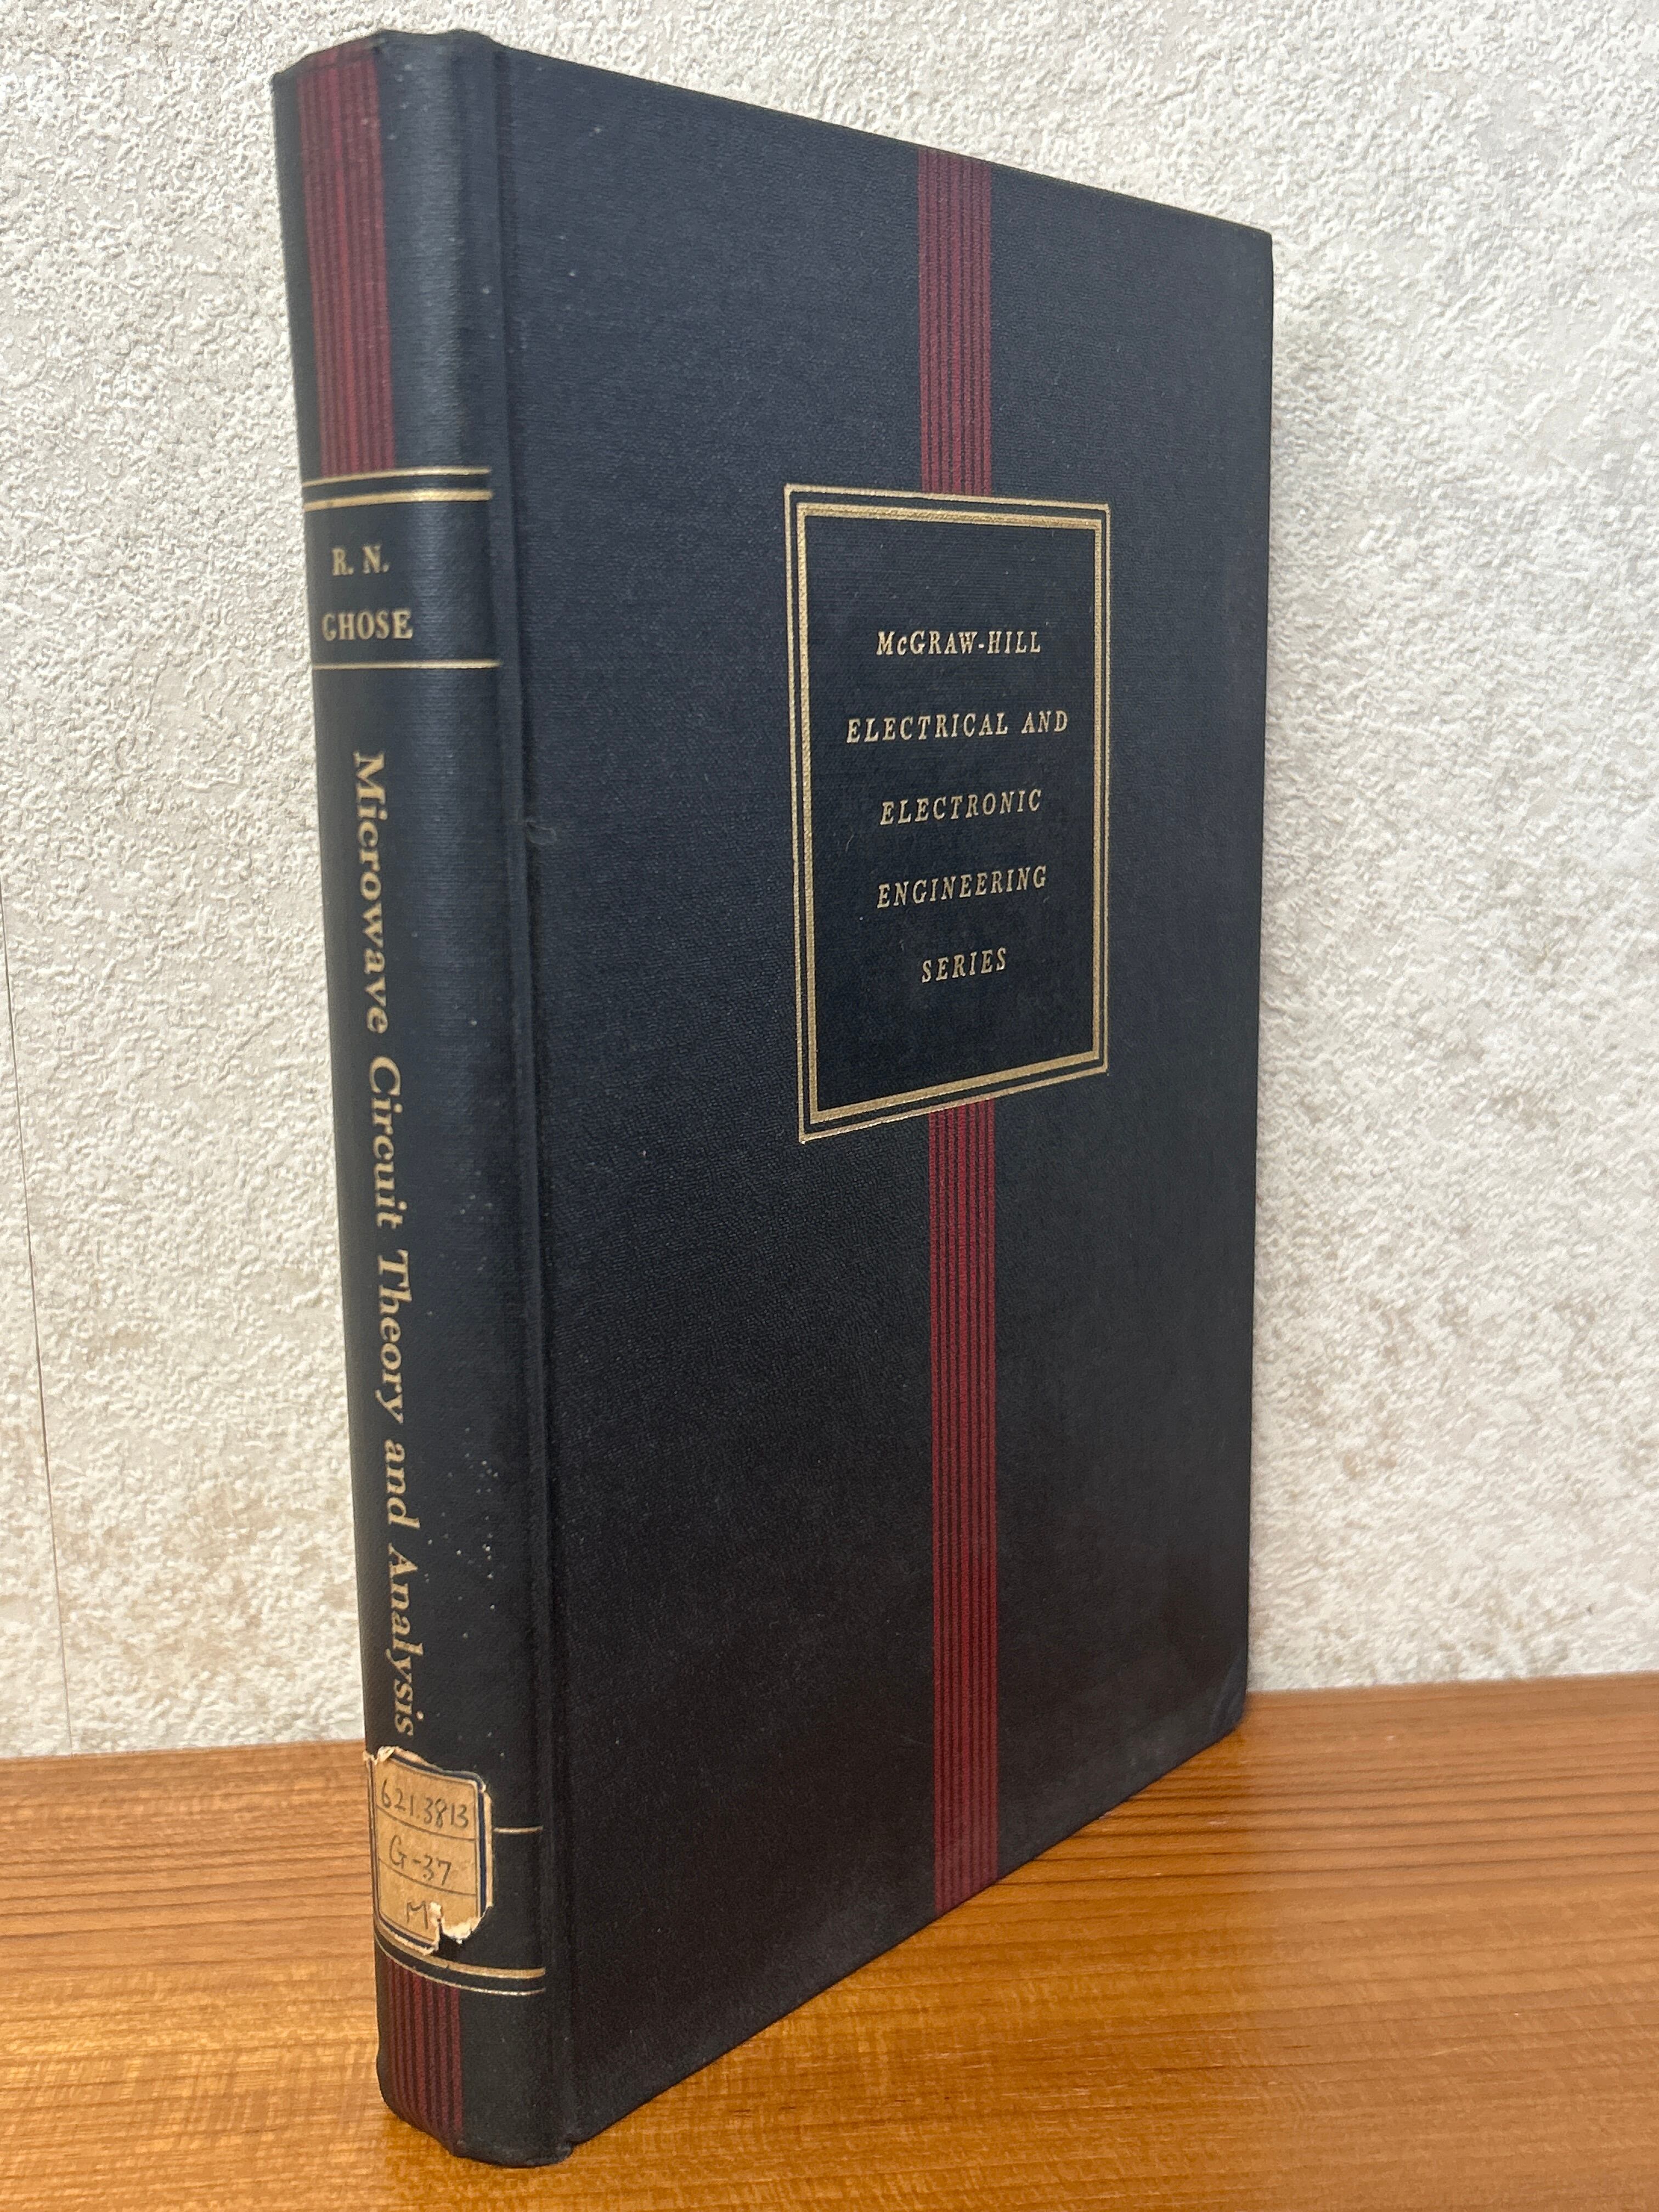 R. N.
GHOSE
Microwave Circuit Theory and Analysis
621.3813
G-37
M
McGRAW-HILL
ELECTRICAL AND
ELECTRONIC
ENGINEERING
SERIES